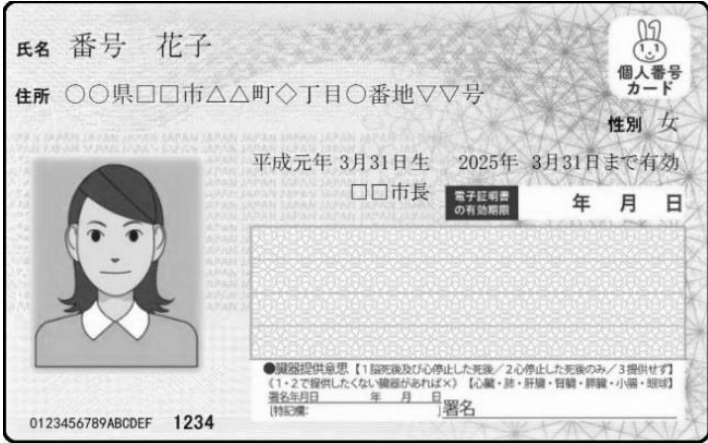 氏名 番号 花子
個人番号
カード
住所 〇〇県□□市△△町◇丁目〇番地▽▽号
性別 女
平成元年 3月31日生 2025年 3月31日まで有効
□□市長 電子証明書の有効期限 年 月 日
●臓器提供意思【1脳死後及び心停止した死後/2心停止した死後のみ/3提供せず】
《1・2で提供したくない臓器があれば×》【心臓・肺・肝臓・腎臓・膵臓・小腸・眼球】
署名年月日 年 月 日
[特記欄: ]署名
0123456789ABCDEF 1234